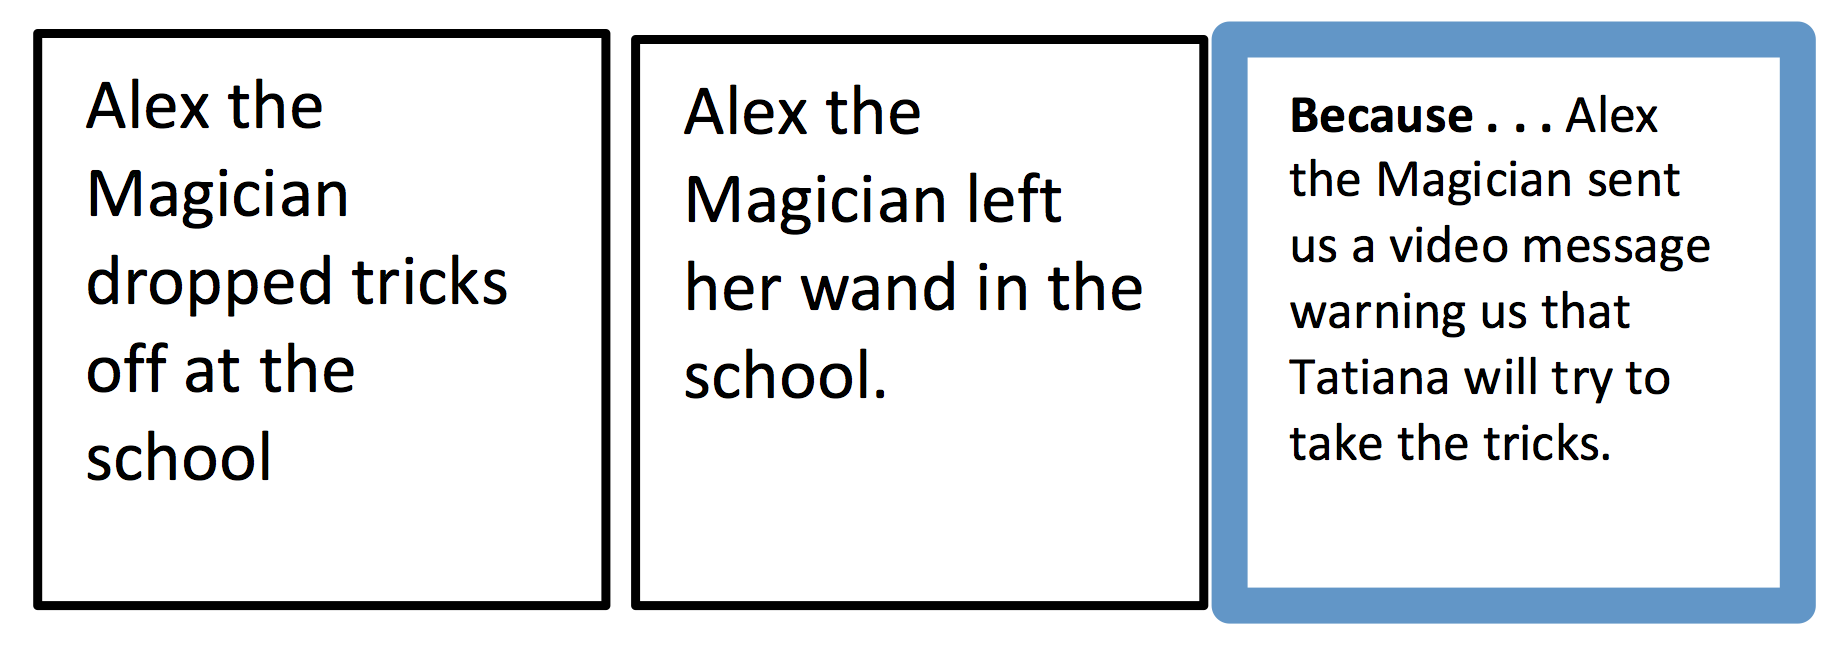 Alex the
Magician
dropped tricks
off at the
school
Alex the
Magician left
her wand in the
school.
Because . . . Alex
the Magician sent
us a video message
warning us that
Tatiana will try to
take the tricks.